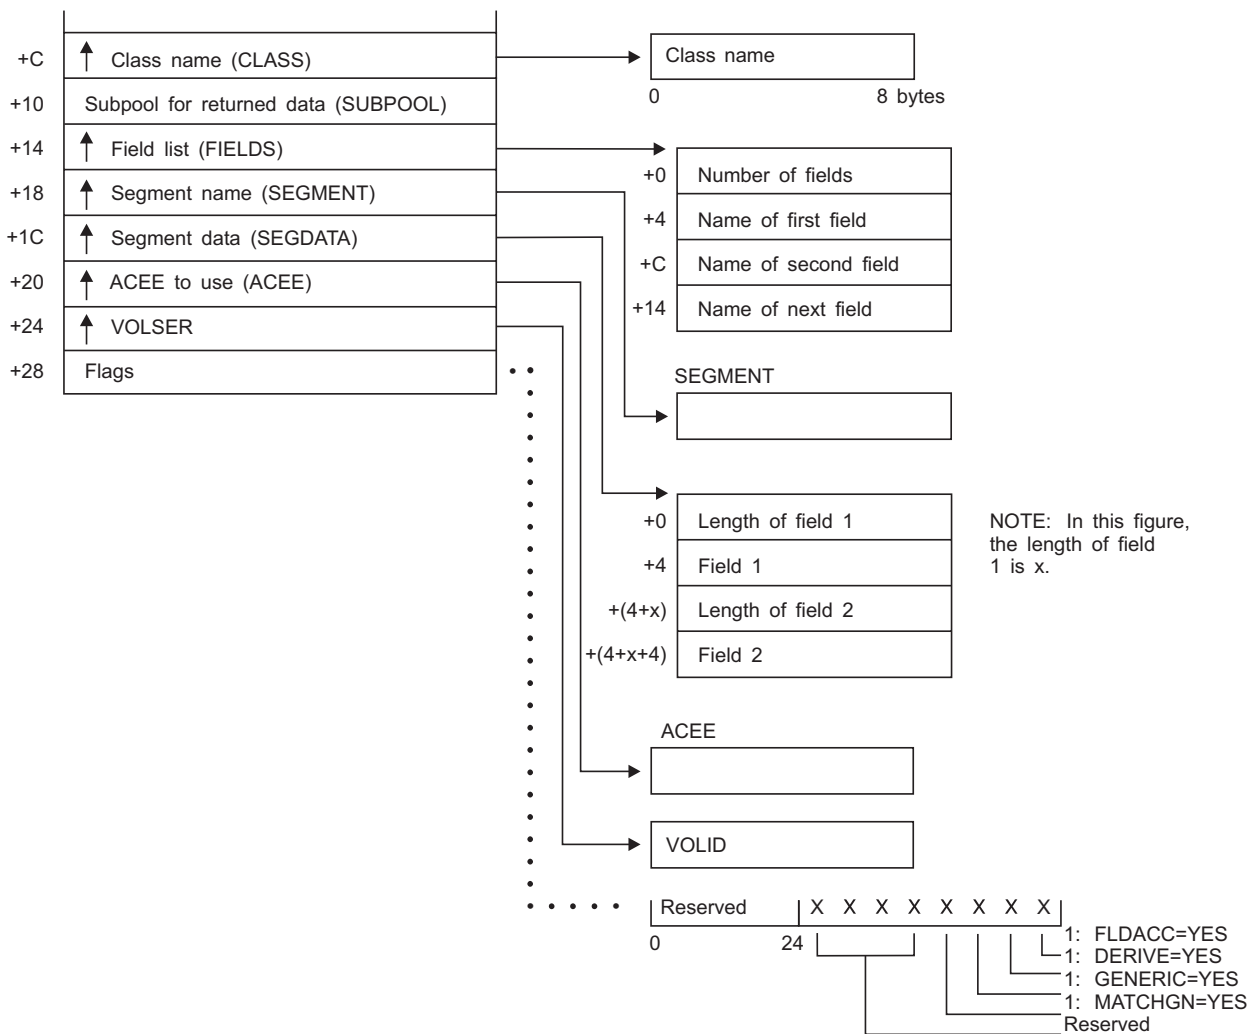 +C ↑ Class name (CLASS)
+10 Subpool for returned data (SUBPOOL)
+14 ↑ Field list (FIELDS)
+18 ↑ Segment name (SEGMENT)
+1C ↑ Segment data (SEGDATA)
+20 ↑ ACEE to use (ACEE)
+24 ↑ VOLSER
+28 Flags
Class name
0 8 bytes
+0 Number of fields
+4 Name of first field
+C Name of second field
+14 Name of next field
SEGMENT
+0 Length of field 1
+4 Field 1
+(4+x) Length of field 2
+(4+x+4) Field 2
NOTE: In this figure,
the length of field
1 is x.
ACEE
VOLID
Reserved X X X X X X X X
0 24
1: FLDACC=YES
1: DERIVE=YES
1: GENERIC=YES
1: MATCHGN=YES
Reserved